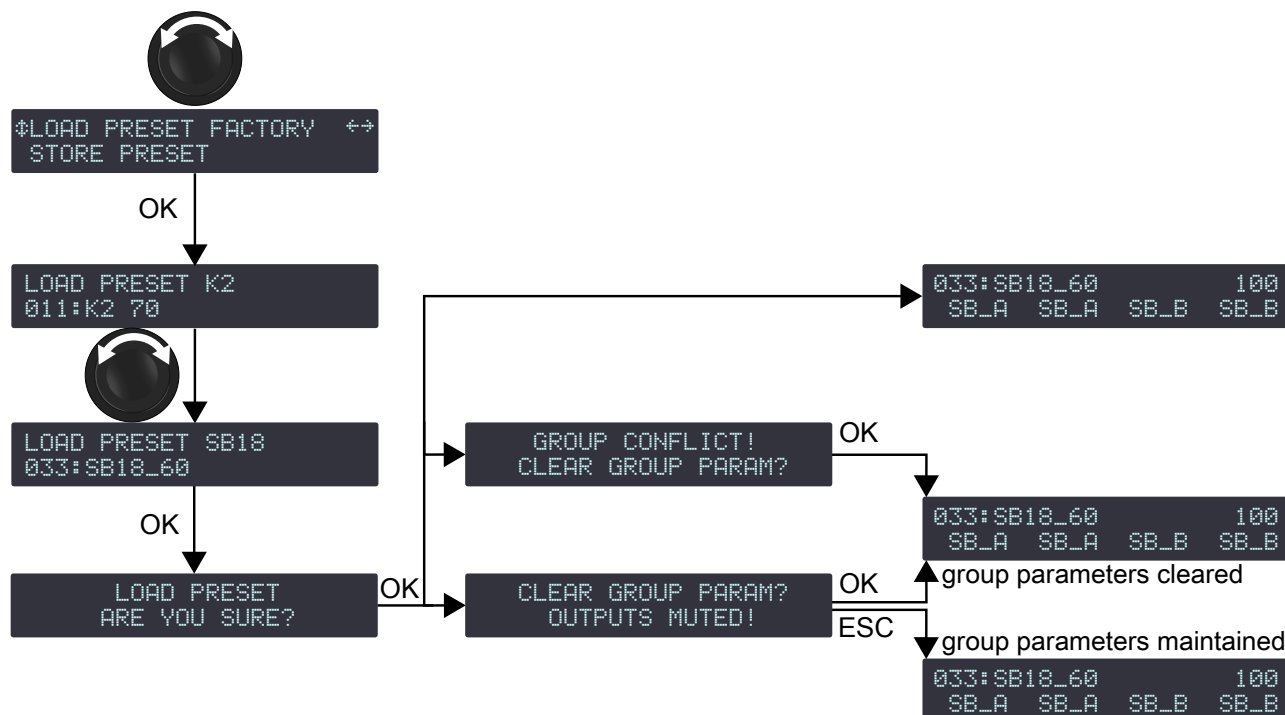 ↕LOAD PRESET FACTORY ←→
STORE PRESET
OK
LOAD PRESET K2
011:K2 70
LOAD PRESET SB18
033:SB18_60
OK
LOAD PRESET
ARE YOU SURE?
OK
033:SB18_60 100
SB_A SB_A SB_B SB_B
GROUP CONFLICT!
CLEAR GROUP PARAM?
OK
033:SB18_60 100
SB_A SB_A SB_B SB_B
group parameters cleared
CLEAR GROUP PARAM?
OUTPUTS MUTED!
OK
ESC
group parameters maintained
033:SB18_60 100
SB_A SB_A SB_B SB_B